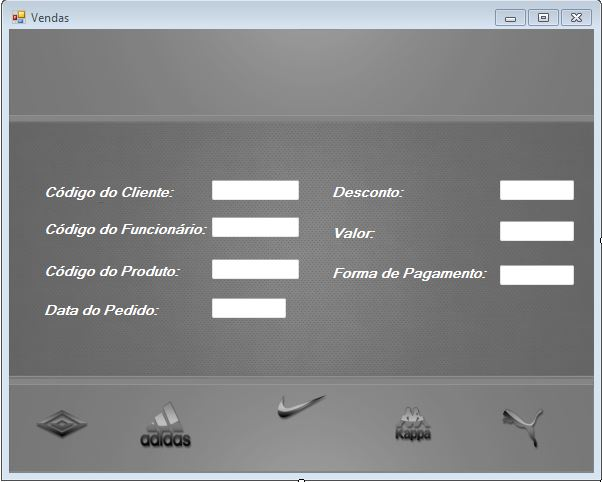 Vendas
Código do Cliente:
Desconto:
Código do Funcionário:
Valor:
Código do Produto:
Forma de Pagamento:
Data do Pedido:
adidas
Kappa